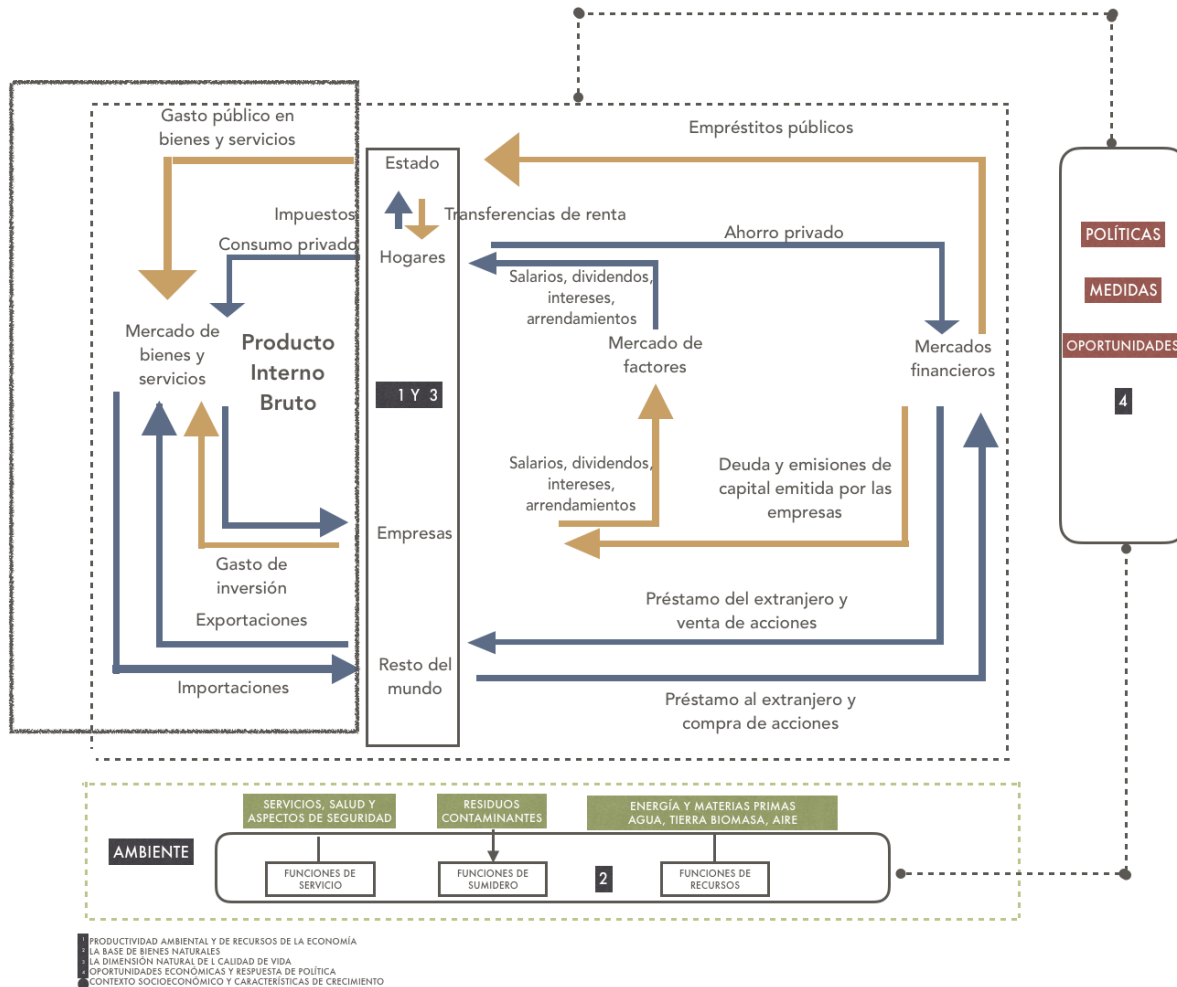 Gasto público en
bienes y servicios
Empréstitos públicos
Estado
Impuestos
Transferencias de renta
Consumo privado
Hogares
Ahorro privado
Salarios, dividendos,
intereses,
arrendamientos
Mercado de
bienes y
servicios
Producto
Interno
Bruto
Mercado de
factores
Mercados
financieros
1 Y 3
Salarios, dividendos,
intereses,
arrendamientos
Deuda y emisiones de
capital emitida por las
empresas
Empresas
Gasto de
inversión
Exportaciones
Préstamo del extranjero y
venta de acciones
Resto del
mundo
Importaciones
Préstamo al extranjero y
compra de acciones
POLÍTICAS
MEDIDAS
OPORTUNIDADES
4
SERVICIOS, SALUD Y
ASPECTOS DE SEGURIDAD
RESIDUOS
CONTAMINANTES
ENERGÍA Y MATERIAS PRIMAS
AGUA, TIERRA BIOMASA, AIRE
AMBIENTE
FUNCIONES DE
SERVICIO
FUNCIONES DE
SUMIDERO
2
FUNCIONES DE
RECURSOS
1 PRODUCTIVIDAD AMBIENTAL Y DE RECURSOS DE LA ECONOMÍA
2 LA BASE DE BIENES NATURALES
3 LA DIMENSIÓN NATURAL DE L CALIDAD DE VIDA
4 OPORTUNIDADES ECONÓMICAS Y RESPUESTA DE POLÍTICA
CONTEXTO SOCIOECONÓMICO Y CARACTERÍSTICAS DE CRECIMIENTO